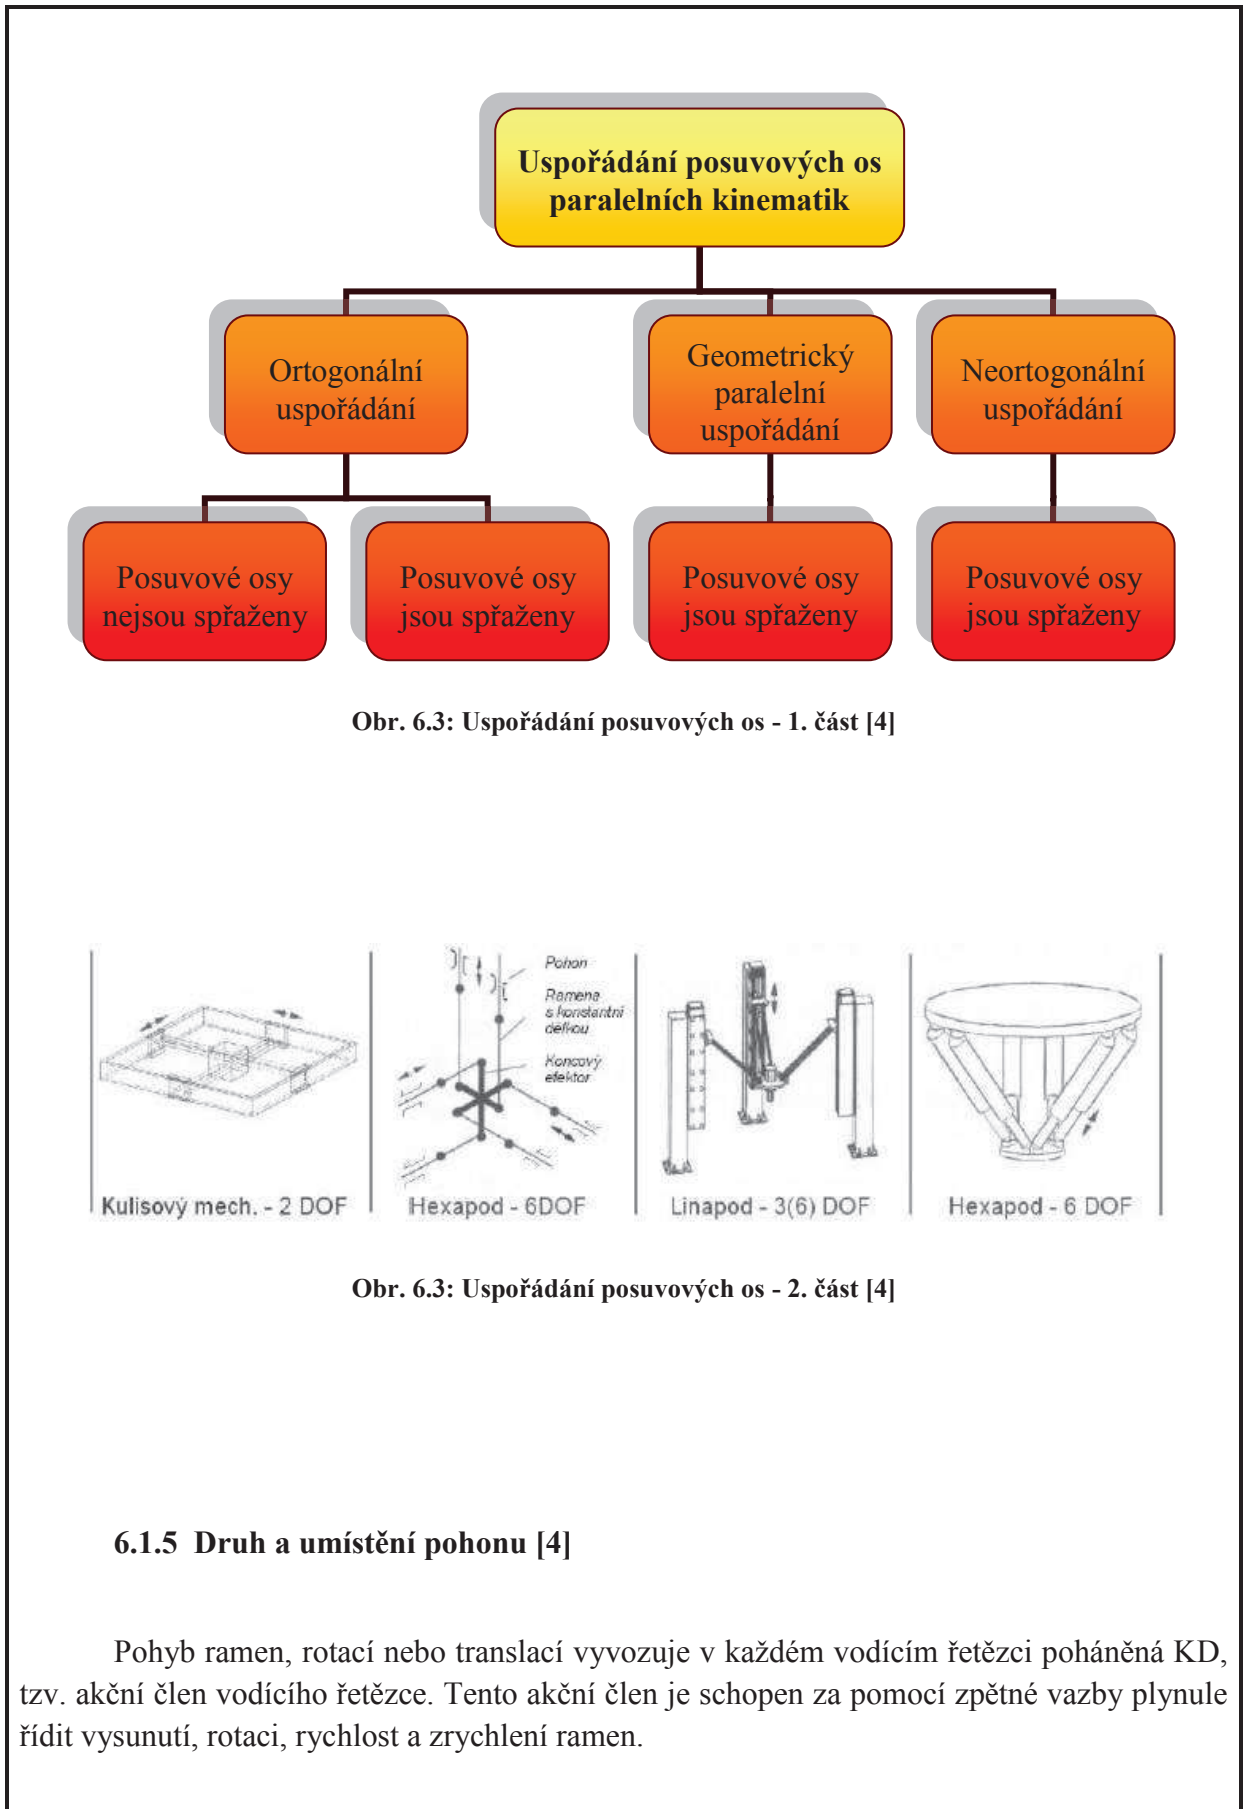 Uspořádání posuvových os
paralelních kinematik
Ortogonální
uspořádání
Geometrický
paralelní
uspořádání
Neortogonální
uspořádání
Posuvové osy
nejsou spřaženy
Posuvové osy
jsou spřaženy
Posuvové osy
jsou spřaženy
Posuvové osy
jsou spřaženy
Obr. 6.3: Uspořádání posuvových os - 1. část [4]
Pohon
Ramena
s konstantní
délkou
Koncový
efektor
Kulisový mech. - 2 DOF
Hexapod - 6DOF
Linapod - 3(6) DOF
Hexapod - 6 DOF
Obr. 6.3: Uspořádání posuvových os - 2. část [4]
6.1.5 Druh a umístění pohonu [4]
Pohyb ramen, rotací nebo translací vyvozuje v každém vodícím řetězci poháněná KD,
tzv. akční člen vodícího řetězce. Tento akční člen je schopen za pomocí zpětné vazby plynule
řídit vysunutí, rotaci, rychlost a zrychlení ramen.